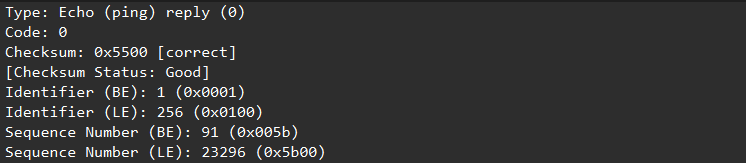 Type: Echo (ping) reply (0)
Code: 0
Checksum: 0x5500 [correct]
[Checksum Status: Good]
Identifier (BE): 1 (0x0001)
Identifier (LE): 256 (0x0100)
Sequence Number (BE): 91 (0x005b)
Sequence Number (LE): 23296 (0x5b00)